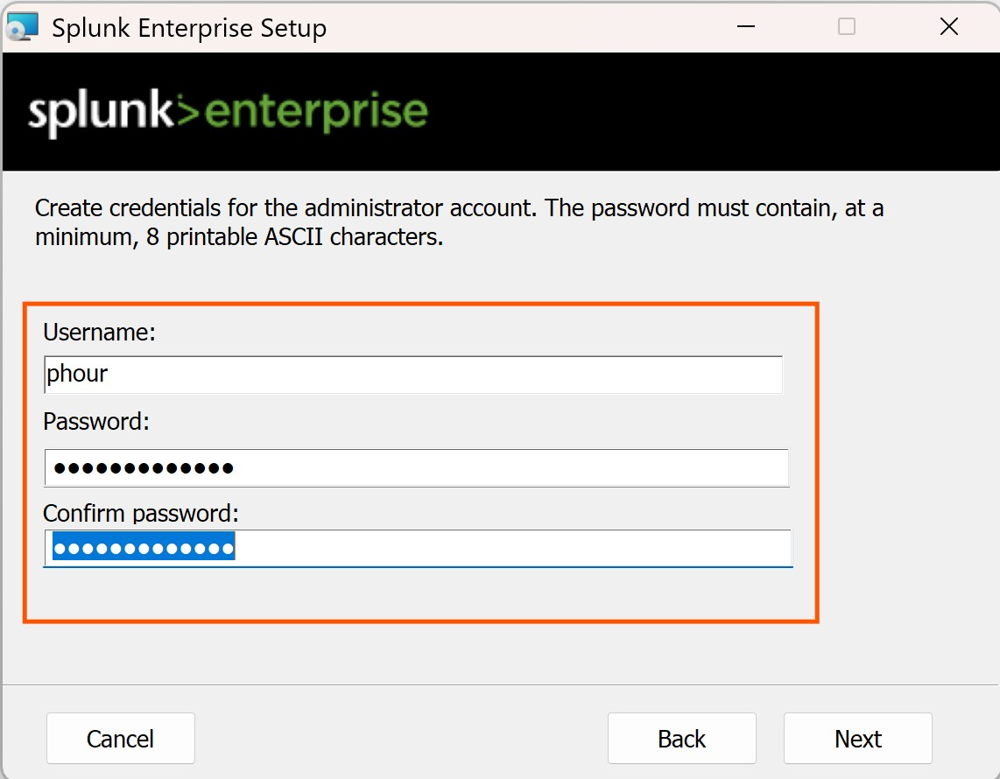 Splunk Enterprise Setup
splunk>enterprise
Create credentials for the administrator account. The password must contain, at a
minimum, 8 printable ASCII characters.
Username:
phour
Password:
●●●●●●●●●●●●●
Confirm password:
●●●●●●●●●●●●●
Cancel
Back
Next